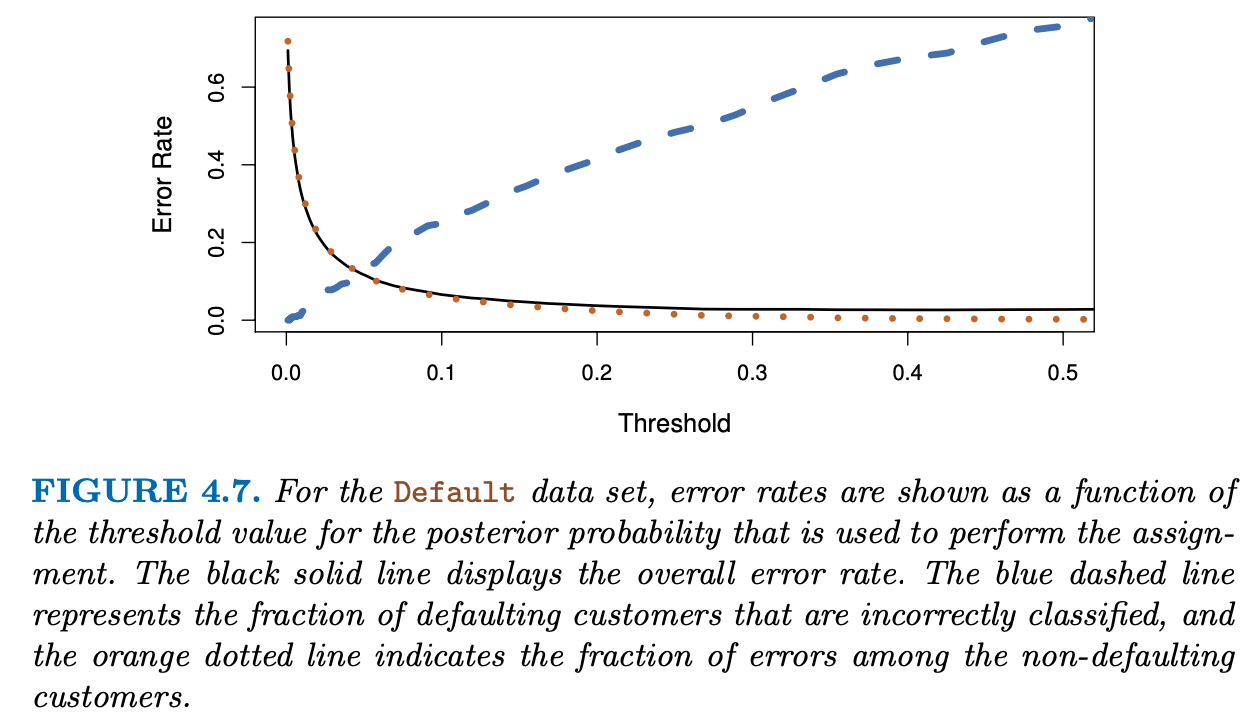 0.6
0.4
0.2
0.0
Error Rate
0.0 0.1 0.2 0.3 0.4 0.5
Threshold
FIGURE 4.7. For the Default data set, error rates are shown as a function of
the threshold value for the posterior probability that is used to perform the assign-
ment. The black solid line displays the overall error rate. The blue dashed line
represents the fraction of defaulting customers that are incorrectly classified, and
the orange dotted line indicates the fraction of errors among the non-defaulting
customers.